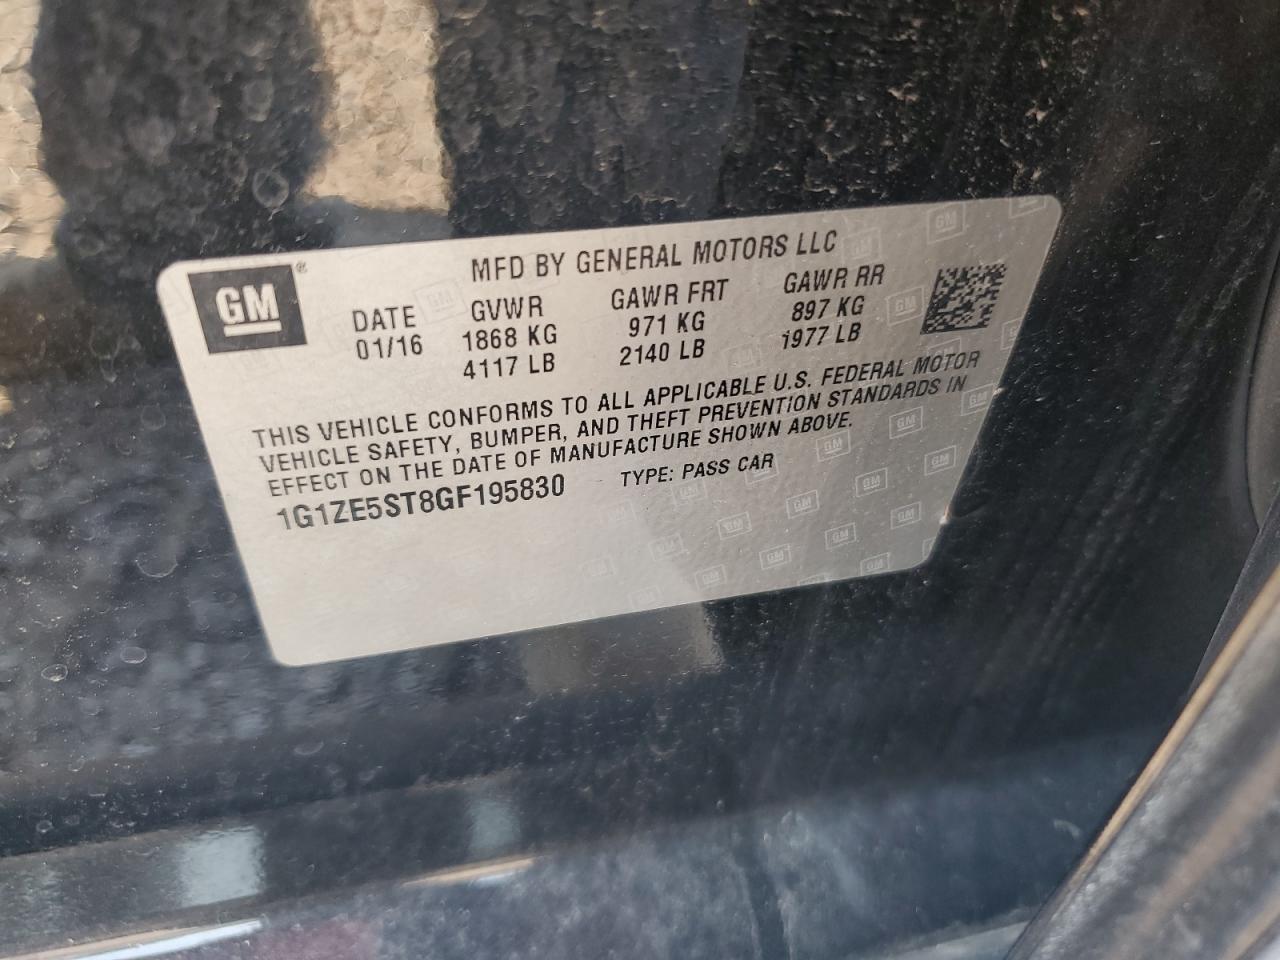 GM®
MFD BY GENERAL MOTORS LLC
DATE GVWR GAWR FRT GAWR RR
01/16 1868 KG 971 KG 897 KG
4117 LB 2140 LB 1977 LB
THIS VEHICLE CONFORMS TO ALL APPLICABLE U.S. FEDERAL MOTOR
VEHICLE SAFETY, BUMPER, AND THEFT PREVENTION STANDARDS IN
EFFECT ON THE DATE OF MANUFACTURE SHOWN ABOVE.
1G1ZE5ST8GF195830 TYPE: PASS CAR